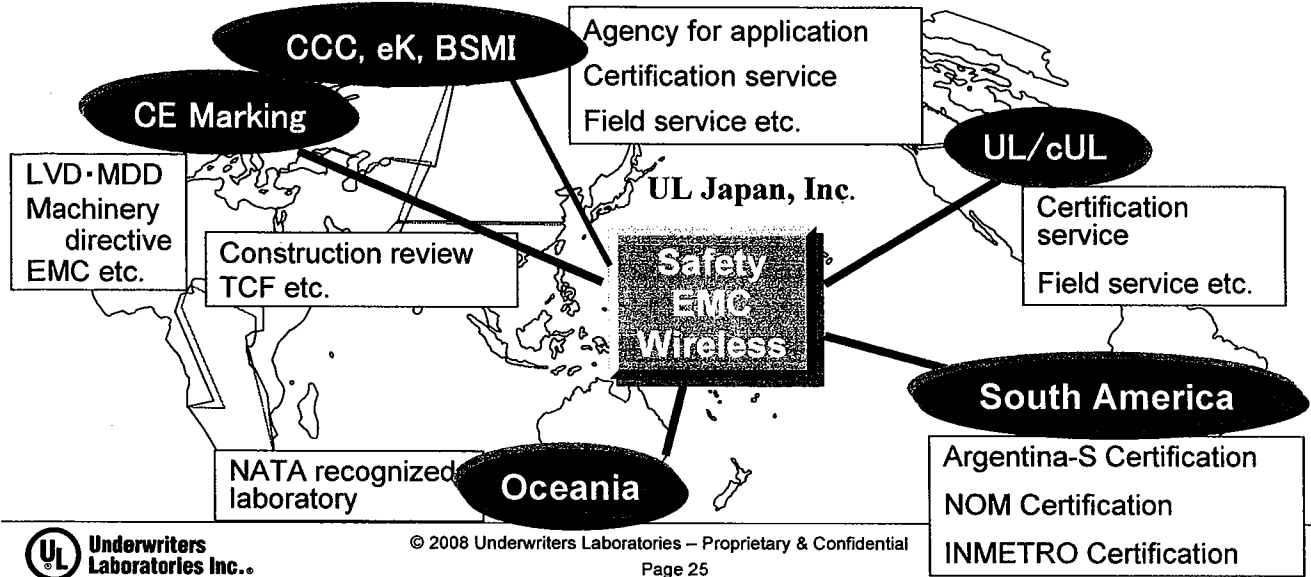 CCC, eK, BSMI
Agency for application
Certification service
Field service etc.
CE Marking
UL/cUL
LVD・MDD
Machinery
directive
EMC etc.
UL Japan, Inc.
Certification
service
Field service etc.
Construction review
TCF etc.
Safety
EMC
Wireless
South America
NATA recognized
laboratory
Oceania
Argentina-S Certification
NOM Certification
INMETRO Certification
UL
Underwriters
Laboratories Inc.®
© 2008 Underwriters Laboratories – Proprietary & Confidential
Page 25